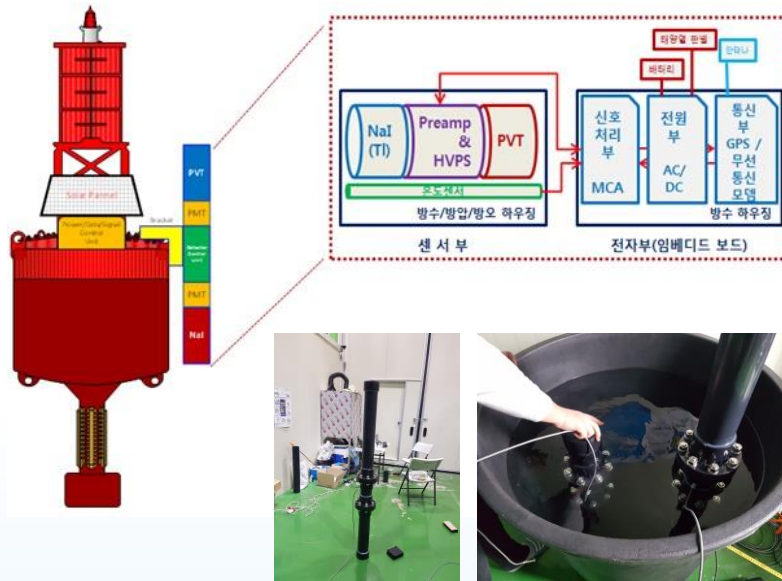 PVT
PMT
PMT
NaI
Solar Pannel
Bracket
Control
Unit
NaI
(Tl)
Preamp
&
HVPS
PVT
온도센서
방수/방압/방오 하우징
센 서 부
배터리
태양열 판넬
안테나
신호
처리
부
MCA
전원
부
AC/
DC
통신
부
GPS /
무선
통신
모뎀
방수 하우징
전자부(임베디드 보드)